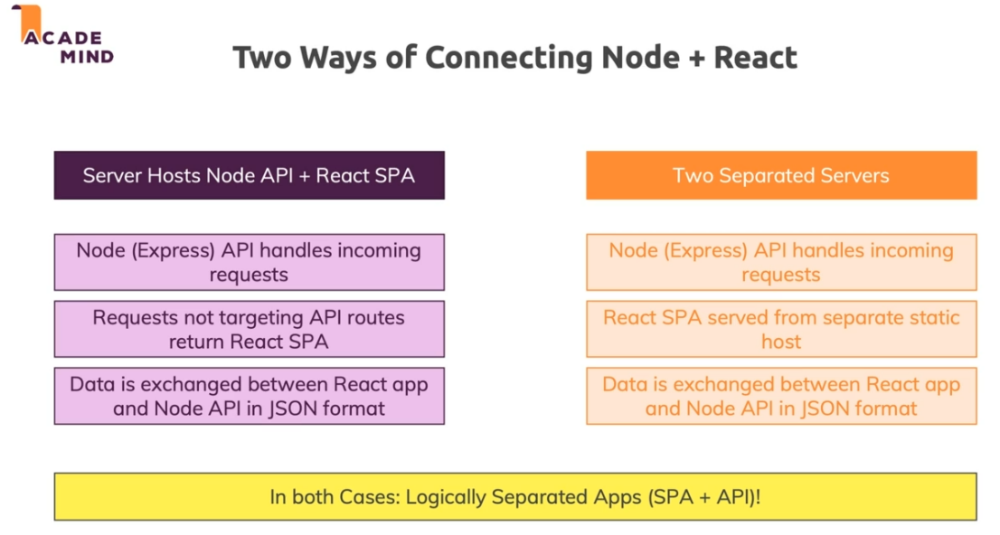 ACADE
MIND
Two Ways of Connecting Node + React
Server Hosts Node API + React SPA
Node (Express) API handles incoming
requests
Requests not targeting API routes
return React SPA
Data is exchanged between React app
and Node API in JSON format
Two Separated Servers
Node (Express) API handles incoming
requests
React SPA served from separate static
host
Data is exchanged between React app
and Node API in JSON format
In both Cases: Logically Separated Apps (SPA + API)!